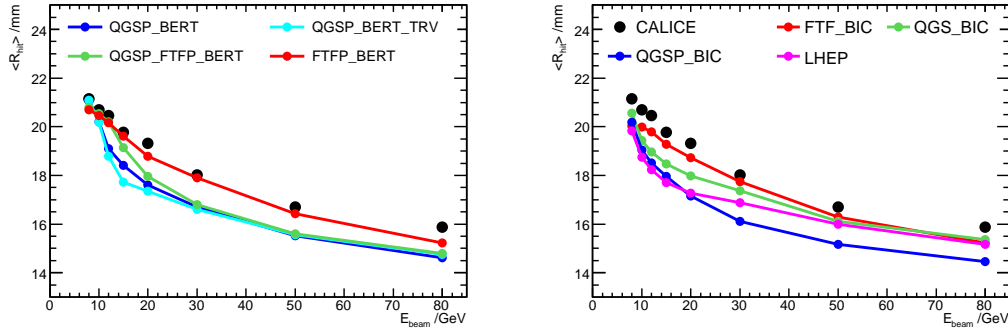 <R_hit> /mm
24
22
20
18
16
14
QGSP_BERT
QGSP_BERT_TRV
QGSP_FTFP_BERT
FTFP_BERT
0 10 20 30 40 50 60 70 80
E_beam /GeV
<R_hit> /mm
24
22
20
18
16
14
CALICE
FTF_BIC
QGS_BIC
QGSP_BIC
LHEP
0 10 20 30 40 50 60 70 80
E_beam /GeV